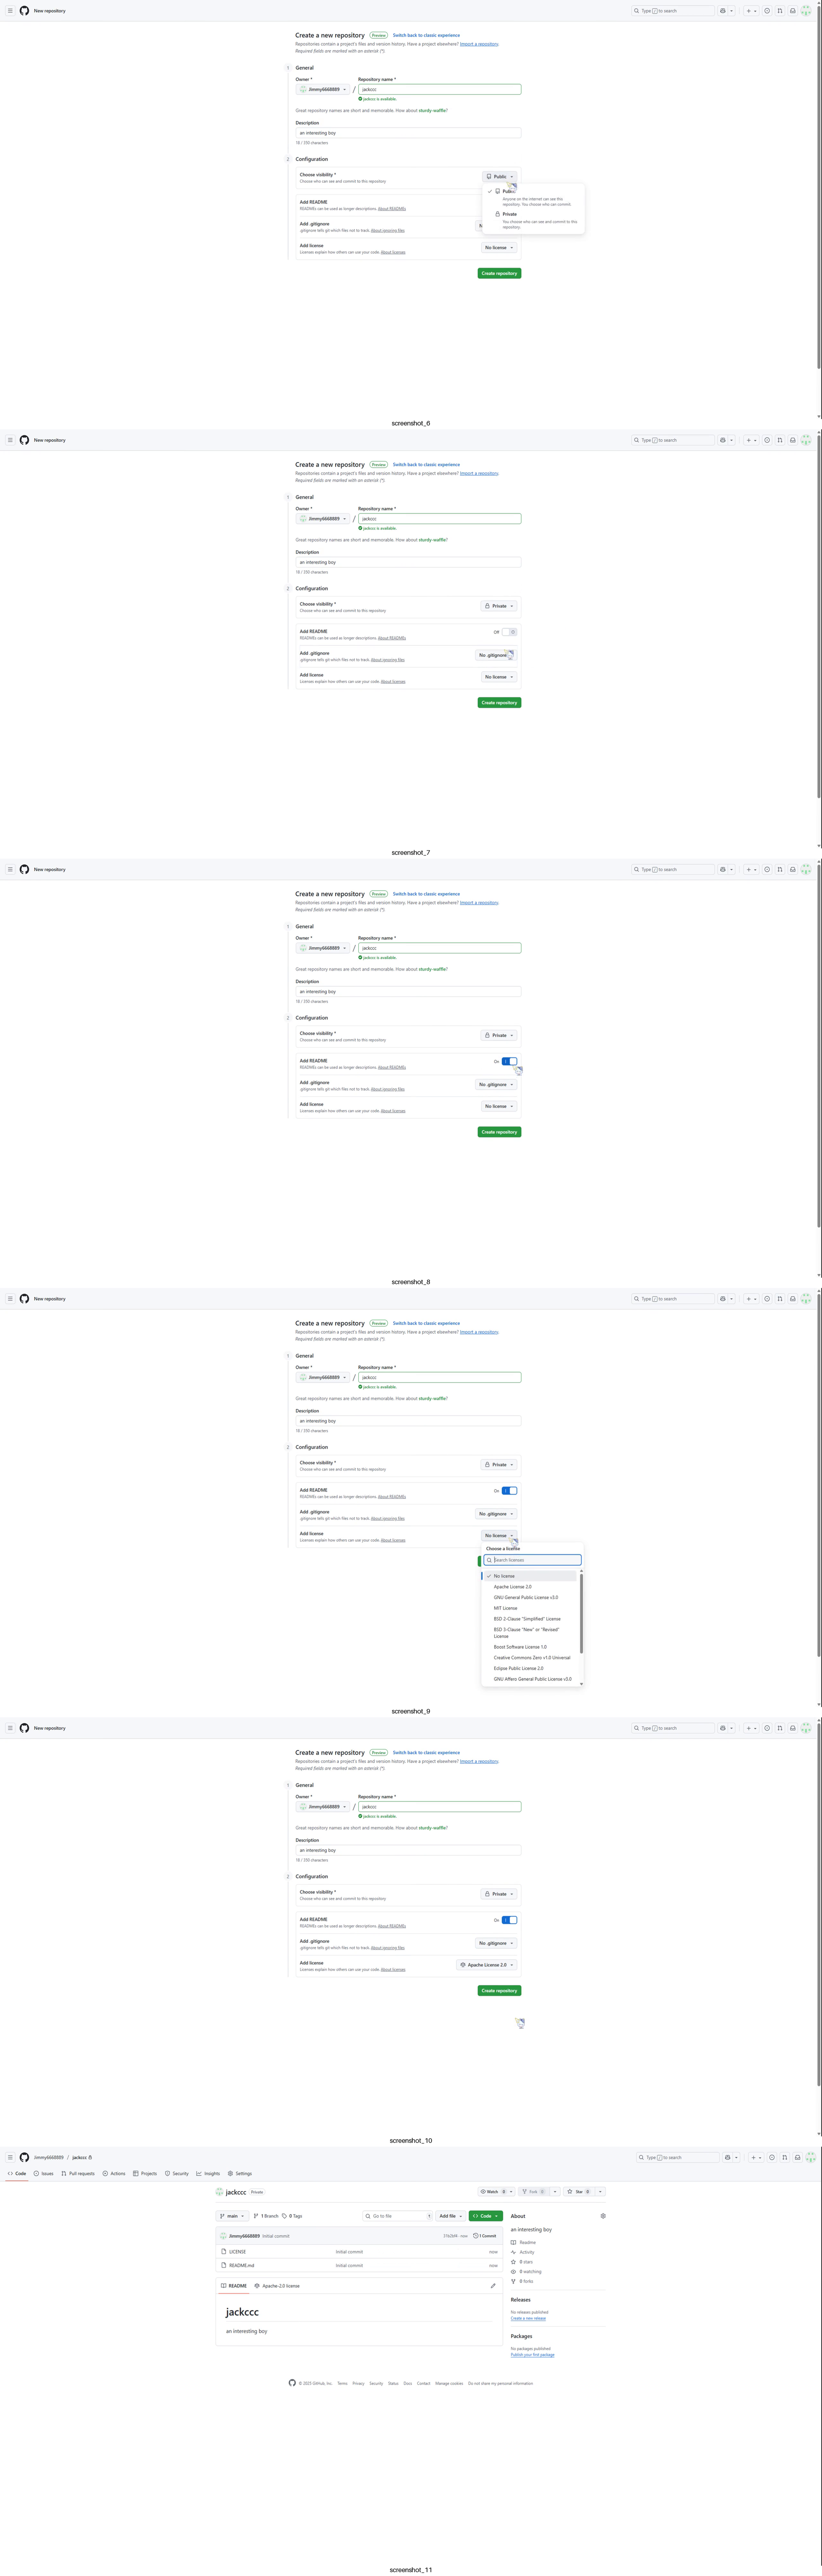 New repository
Type / to search
Create a new repository Preview Switch back to classic experience
Repositories contain a project's files and version history. Have a project elsewhere? Import a repository.
Required fields are marked with an asterisk (*).
1 General
Owner * Repository name *
Jimmy6668889 / jackccc
jackccc is available.
Great repository names are short and memorable. How about sturdy-waffle?
Description
an interesting boy
18 / 350 characters
2 Configuration
Choose visibility * Public
Choose who can see and commit to this repository
Public
Anyone on the internet can see this
repository. You choose who can commit.
Private
You choose who can see and commit to this
repository.
Add README
READMEs can be used as longer descriptions. About READMEs
Add .gitignore N
.gitignore tells git which files not to track. About ignoring files
Add license No license
Licenses explain how others can use your code. About licenses
Create repository
screenshot_6
New repository
Type / to search
Create a new repository Preview Switch back to classic experience
Repositories contain a project's files and version history. Have a project elsewhere? Import a repository.
Required fields are marked with an asterisk (*).
1 General
Owner * Repository name *
Jimmy6668889 / jackccc
jackccc is available.
Great repository names are short and memorable. How about sturdy-waffle?
Description
an interesting boy
18 / 350 characters
2 Configuration
Choose visibility * Private
Choose who can see and commit to this repository
Add README Off
READMEs can be used as longer descriptions. About READMEs
Add .gitignore No .gitignore
.gitignore tells git which files not to track. About ignoring files
Add license No license
Licenses explain how others can use your code. About licenses
Create repository
screenshot_7
New repository
Type / to search
Create a new repository Preview Switch back to classic experience
Repositories contain a project's files and version history. Have a project elsewhere? Import a repository.
Required fields are marked with an asterisk (*).
1 General
Owner * Repository name *
Jimmy6668889 / jackccc
jackccc is available.
Great repository names are short and memorable. How about sturdy-waffle?
Description
an interesting boy
18 / 350 characters
2 Configuration
Choose visibility * Private
Choose who can see and commit to this repository
Add README On
READMEs can be used as longer descriptions. About READMEs
Add .gitignore No .gitignore
.gitignore tells git which files not to track. About ignoring files
Add license No license
Licenses explain how others can use your code. About licenses
Create repository
screenshot_8
New repository
Type / to search
Create a new repository Preview Switch back to classic experience
Repositories contain a project's files and version history. Have a project elsewhere? Import a repository.
Required fields are marked with an asterisk (*).
1 General
Owner * Repository name *
Jimmy6668889 / jackccc
jackccc is available.
Great repository names are short and memorable. How about sturdy-waffle?
Description
an interesting boy
18 / 350 characters
2 Configuration
Choose visibility * Private
Choose who can see and commit to this repository
Add README On
READMEs can be used as longer descriptions. About READMEs
Add .gitignore No .gitignore
.gitignore tells git which files not to track. About ignoring files
Add license No license
Licenses explain how others can use your code. About licenses
Choose a license
Search licenses
No license
Apache License 2.0
GNU General Public License v3.0
MIT License
BSD 2-Clause "Simplified" License
BSD 3-Clause "New" or "Revised"
License
Boost Software License 1.0
Creative Commons Zero v1.0 Universal
Eclipse Public License 2.0
GNU Affero General Public License v3.0
screenshot_9
New repository
Type / to search
Create a new repository Preview Switch back to classic experience
Repositories contain a project's files and version history. Have a project elsewhere? Import a repository.
Required fields are marked with an asterisk (*).
1 General
Owner * Repository name *
Jimmy6668889 / jackccc
jackccc is available.
Great repository names are short and memorable. How about sturdy-waffle?
Description
an interesting boy
18 / 350 characters
2 Configuration
Choose visibility * Private
Choose who can see and commit to this repository
Add README On
READMEs can be used as longer descriptions. About READMEs
Add .gitignore No .gitignore
.gitignore tells git which files not to track. About ignoring files
Add license Apache License 2.0
Licenses explain how others can use your code. About licenses
Create repository
screenshot_10
Jimmy6668889 / jackccc
Type / to search
Code Issues Pull requests Actions Projects Security Insights Settings
jackccc Private
Watch 0 Fork 0 Star 0
main 1 Branch 0 Tags Go to file t Add file Code
Jimmy6668889 Initial commit now 1 Commit
LICENSE Initial commit now
README.md Initial commit now
README Apache-2.0 license
jackccc
an interesting boy
About
an interesting boy
Readme
Activity
0 stars
0 watching
0 forks
Releases
No releases published
Create a new release
Packages
No packages published
Publish your first package
© 2025 GitHub, Inc. Terms Privacy Security Status Docs Contact Manage cookies Do not share my personal information
screenshot_11